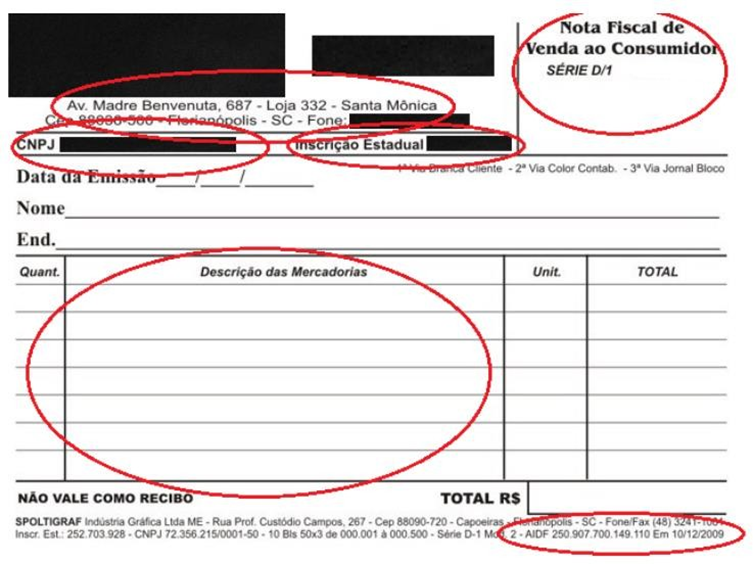 Nota Fiscal de
Venda ao Consumidor
SÉRIE D/1
Av. Madre Benvenuta, 687 - Loja 332 - Santa Mônica
Cep 88090-500 - Florianópolis - SC - Fone:
CNPJ Inscrição Estadual
1ª Via Branca Cliente - 2ª Via Color Contab. - 3ª Via Jornal Bloco
Data da Emissão / /
Nome
End.
Quant. Descrição das Mercadorias Unit. TOTAL
NÃO VALE COMO RECIBO TOTAL R$
SPOLTIGRAF Indústria Gráfica Ltda ME - Rua Prof. Custódio Campos, 267 - Cep 88090-720 - Capoeiras - Florianópolis - SC - Fone/Fax (48) 3241-1001
Inscr. Est.: 252.703.928 - CNPJ 72.356.215/0001-50 - 10 Bls 50x3 de 000.001 à 000.500 - Série D-1 Mod. 2 - AIDF 250.907.700.149.110 Em 10/12/2009